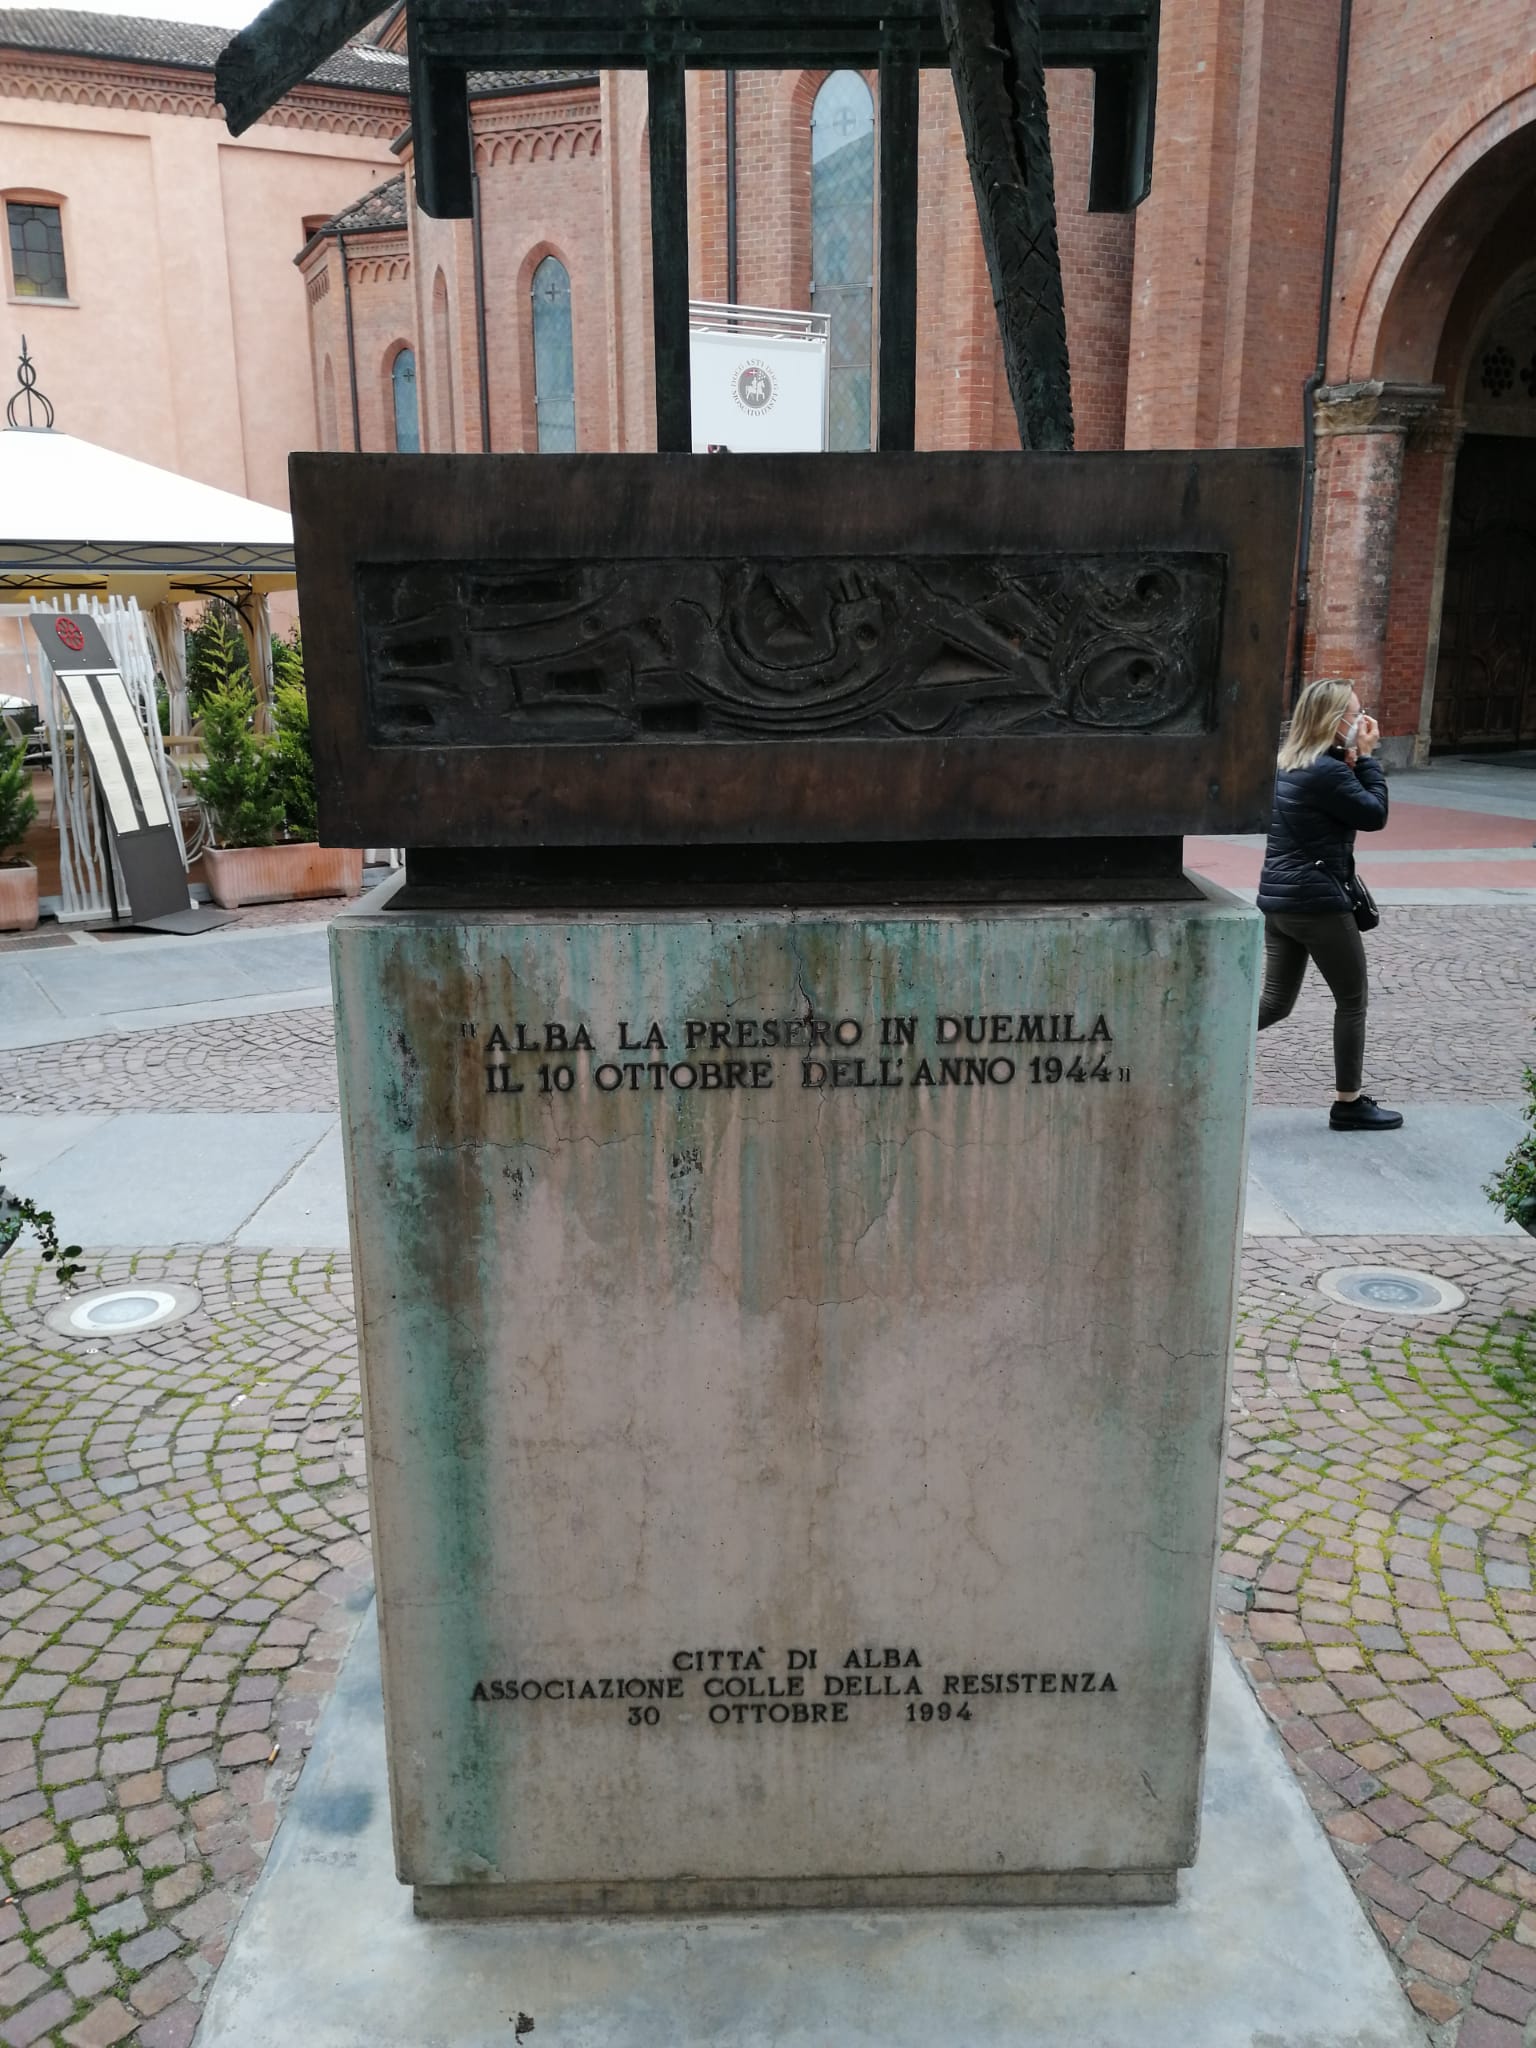 "ALBA LA PRESERO IN DUEMILA
IL 10 OTTOBRE DELL'ANNO 1944"
CITTA` DI ALBA
ASSOCIAZIONE COLLE DELLA RESISTENZA
30 OTTOBRE 1994